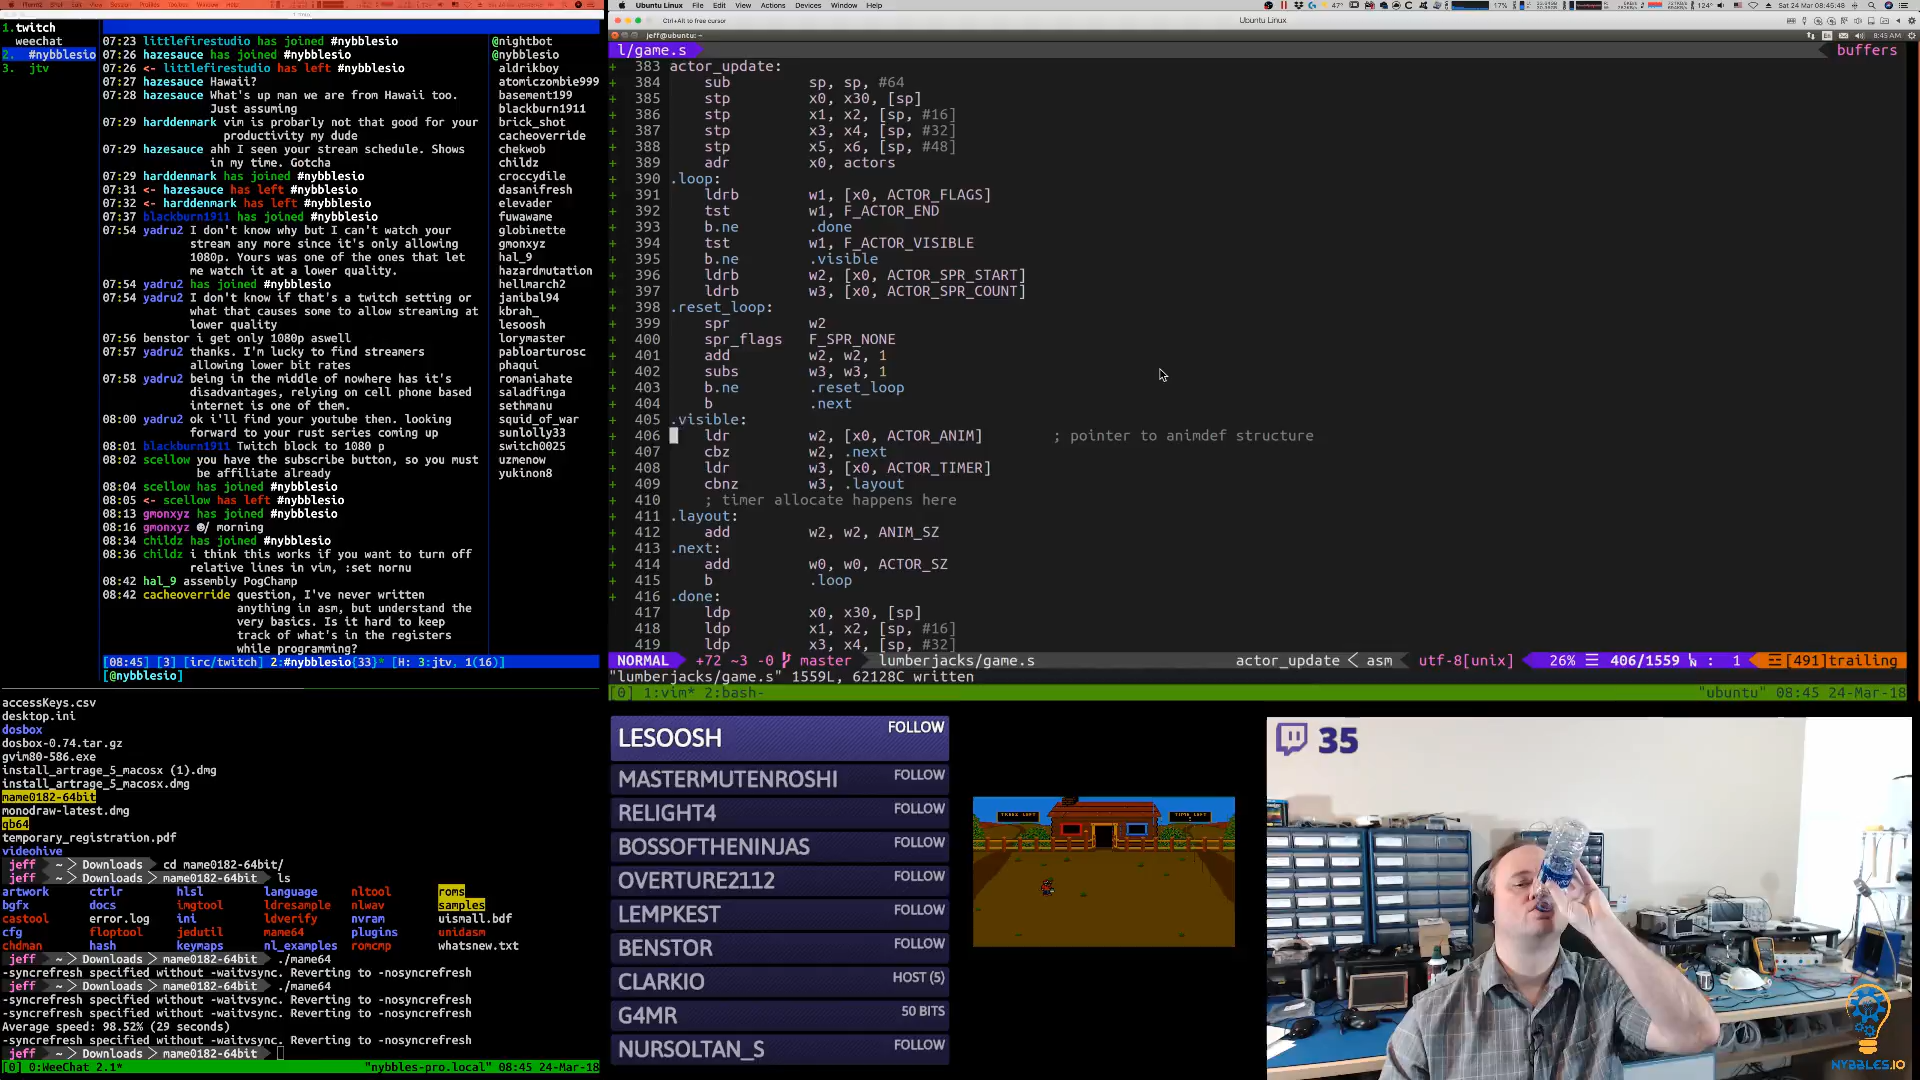 1.twitch
weechat
2. #nybblesio
3. jtv
07:23 littlefirestudio has joined #nybblesio
07:26 hazesauce has joined #nybblesio
07:26 <- littlefirestudio has left #nybblesio
07:27 hazesauce Hawaii?
07:28 hazesauce What's up man we are from Hawaii too.
Just assuming
07:29 harddenmark vim is probarly not that good for your
productivity my dude
07:29 hazesauce ahh I seen your stream schedule. Shows
in my time. Gotcha
07:29 harddenmark has joined #nybblesio
07:31 <- hazesauce has left #nybblesio
07:32 <- harddenmark has left #nybblesio
07:37 blackburn1911 has joined #nybblesio
07:54 yadru2 I don't know why but I can't watch your
stream any more since it's only allowing
1080p. Yours was one of the ones that let
me watch it at a lower quality.
07:54 yadru2 has joined #nybblesio
07:54 yadru2 I don't know if that's a twitch setting or
what that causes some to allow streaming at
lower quality
07:56 benstor i get only 1080p aswell
07:57 yadru2 thanks. I'm lucky to find streamers
allowing lower bit rates
07:58 yadru2 being in the middle of nowhere has it's
disadvantages, relying on cell phone based
internet is one of them.
08:00 yadru2 ok i'll find your youtube then. looking
forward to your rust series coming up
08:01 blackburn1911 Twitch block to 1080 p
08:02 scellow you have the subscribe button, so you must
be affiliate already
08:04 scellow has joined #nybblesio
08:05 <- scellow has left #nybblesio
08:13 gmonxyz has joined #nybblesio
08:16 gmonxyz ☻/ morning
08:34 childz has joined #nybblesio
08:36 childz i think this works if you want to turn off
relative lines in vim, :set nornu
08:42 hal_9 assembly PogChamp
08:42 cacheoverride question, I've never written
anything in asm, but understand the
very basics. Is it hard to keep
track of what's in the registers
while programming?
[08:45] [3] [irc/twitch] 2:#nybblesio{33}* [H: 3:jtv, 1(16)]
[@nybblesio]
@nightbot
@nybblesio
aldrikboy
atomiczombie999
basement199
blackburn1911
brick_shot
cacheoverride
chekwob
childz
croccydile
dasanifresh
elevader
fuwawame
globinette
gmonxyz
hal_9
hazardmutation
hellmarch2
janibal94
kbrah_
lesoosh
lorymaster
pabloarturosc
phaqui
romaniahate
saladfinga
sethmanu
squid_of_war
sunlolly33
switch0025
uzmenow
yukinon8
Ubuntu Linux File Edit View Actions Devices Window Help
47° 17% 124° Sat 24 Mar 08:45:48
Ctrl+Alt to free cursor
Ubuntu Linux
jeff@ubuntu: ~
8:45 AM
l/game.s
buffers
+ 383 actor_update:
+ 384 sub sp, sp, #64
+ 385 stp x0, x30, [sp]
+ 386 stp x1, x2, [sp, #16]
+ 387 stp x3, x4, [sp, #32]
+ 388 stp x5, x6, [sp, #48]
+ 389 adr x0, actors
+ 390 .loop:
+ 391 ldrb w1, [x0, ACTOR_FLAGS]
+ 392 tst w1, F_ACTOR_END
+ 393 b.ne .done
+ 394 tst w1, F_ACTOR_VISIBLE
+ 395 b.ne .visible
+ 396 ldrb w2, [x0, ACTOR_SPR_START]
+ 397 ldrb w3, [x0, ACTOR_SPR_COUNT]
+ 398 .reset_loop:
+ 399 spr w2
+ 400 spr_flags F_SPR_NONE
+ 401 add w2, w2, 1
+ 402 subs w3, w3, 1
+ 403 b.ne .reset_loop
+ 404 b .next
+ 405 .visible:
+ 406 ldr w2, [x0, ACTOR_ANIM] ; pointer to animdef structure
+ 407 cbz w2, .next
+ 408 ldr w3, [x0, ACTOR_TIMER]
+ 409 cbnz w3, .layout
+ 410 ; timer allocate happens here
+ 411 .layout:
+ 412 add w2, w2, ANIM_SZ
+ 413 .next:
+ 414 add w0, w0, ACTOR_SZ
+ 415 b .loop
+ 416 .done:
+ 417 ldp x0, x30, [sp]
+ 418 ldp x1, x2, [sp, #16]
+ 419 ldp x3, x4, [sp, #32]
NORMAL +72 ~3 -0 master lumberjacks/game.s actor_update < asm < utf-8[unix] 26% ☰ 406/1559 : 1 [491]trailing
"lumberjacks/game.s" 1559L, 62128C written
[0] 1:vim* 2:bash- "ubuntu" 08:45 24-Mar-18
accessKeys.csv
desktop.ini
dosbox
dosbox-0.74.tar.gz
gvim80-586.exe
install_artrage_5_macosx (1).dmg
install_artrage_5_macosx.dmg
mame0182-64bit
monodraw-latest.dmg
gb64
temporary_registration.pdf
videohive
jeff ~ > Downloads > cd mame0182-64bit/
jeff ~ > Downloads > mame0182-64bit ls
artwork ctrlr hlsl language nltool roms
bgfx docs imgtool ldresample nlwav samples
castool error.log ini ldverify nvram uismall.bdf
cfg floptool jedutil mame64 plugins unidasm
chdman hash keymaps nl_examples romcmp whatsnew.txt
jeff ~ > Downloads > mame0182-64bit ./mame64
-syncrefresh specified without -waitvsync. Reverting to -nosyncrefresh
jeff ~ > Downloads > mame0182-64bit ./mame64
-syncrefresh specified without -waitvsync. Reverting to -nosyncrefresh
-syncrefresh specified without -waitvsync. Reverting to -nosyncrefresh
Average speed: 98.52% (29 seconds)
-syncrefresh specified without -waitvsync. Reverting to -nosyncrefresh
jeff ~ > Downloads > mame0182-64bit
[0] 0:WeeChat 2.1* "nybbles-pro.local" 08:45 24-Mar-18
LESOOSH FOLLOW
MASTERMUTENROSHI FOLLOW
RELIGHT4 FOLLOW
BOSSOFTHENINJAS FOLLOW
OVERTURE2112 FOLLOW
LEMPKEST FOLLOW
BENSTOR FOLLOW
CLARKIO HOST (5)
G4MR 50 BITS
NURSOLTAN_S FOLLOW
TREES LEFT
TIME LEFT
35
NYBBLES.IO